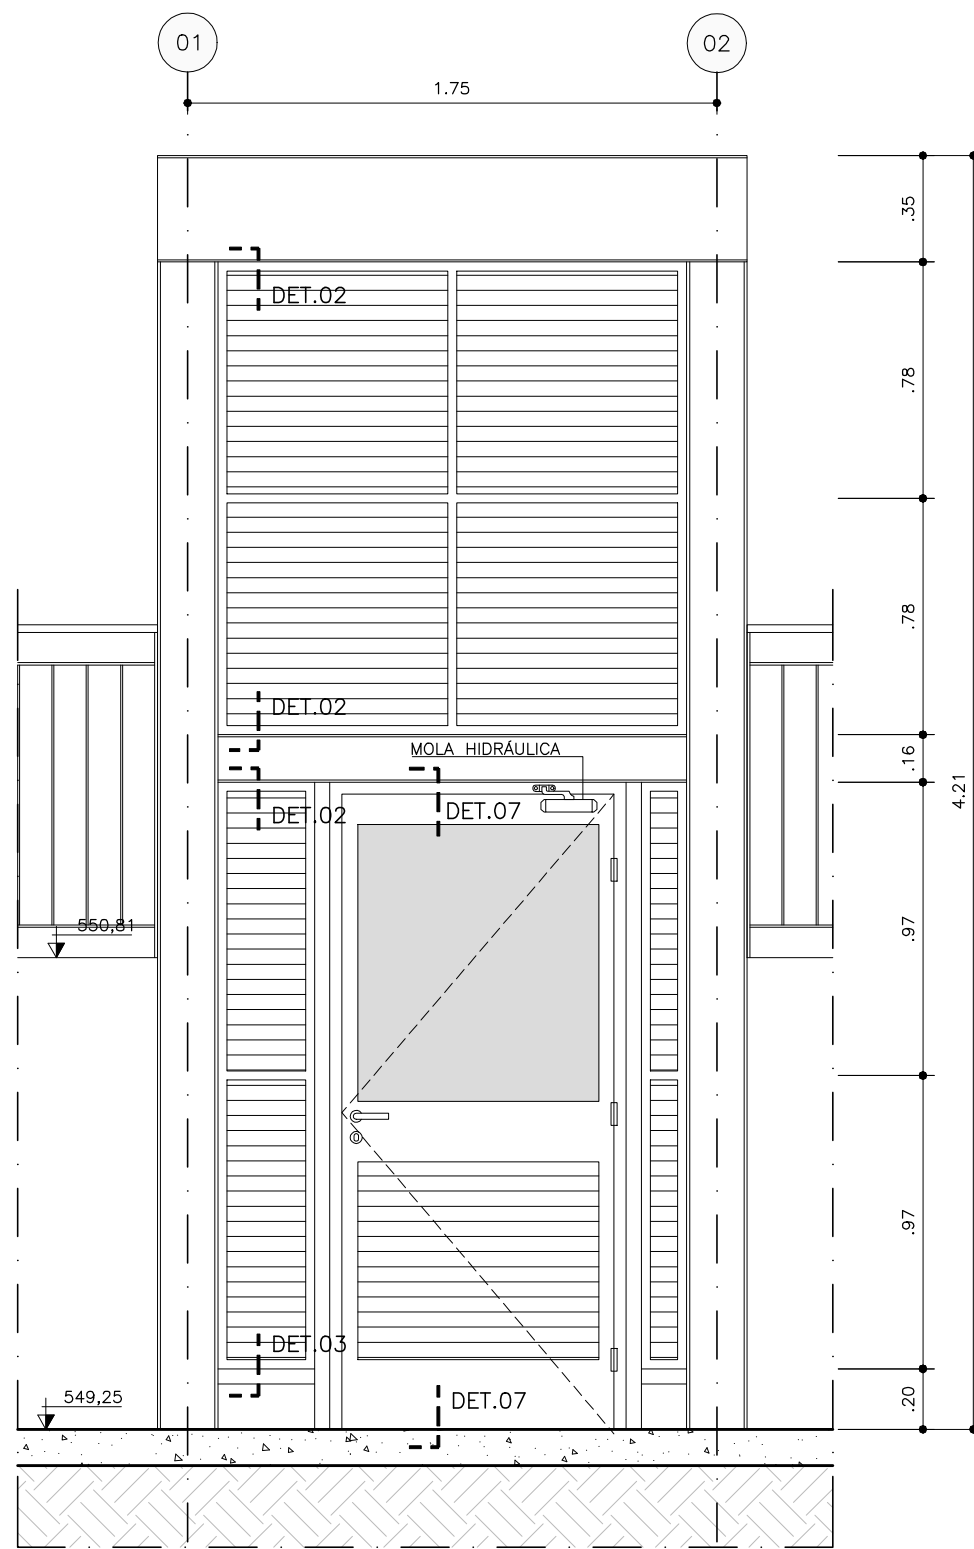 01
02
1.75
.35
DET.02
.78
.78
DET.02
MOLA HIDRÁULICA
.16
4.21
DET.02
DET.07
550,81
.97
.97
DET.03
549,25
DET.07
.20